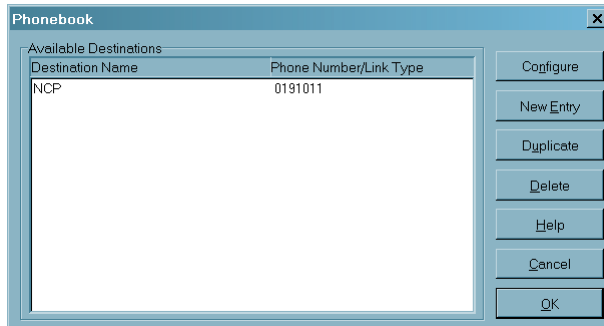 Phonebook
Available Destinations
Destination Name Phone Number/Link Type
NCP 0191011
Configure
New Entry
Duplicate
Delete
Help
Cancel
OK